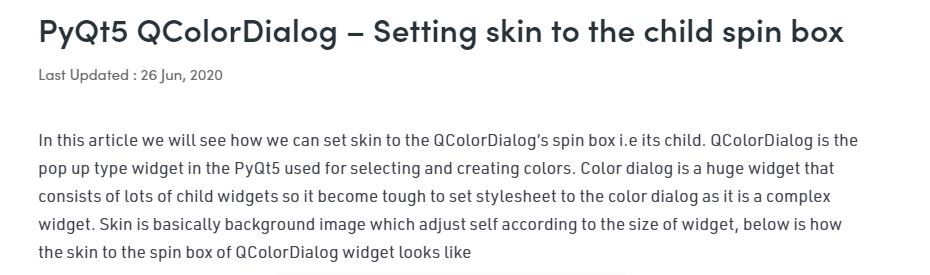 PyQt5 QColorDialog – Setting skin to the child spin box
Last Updated : 26 Jun, 2020
In this article we will see how we can set skin to the QColorDialog's spin box i.e its child. QColorDialog is the
pop up type widget in the PyQt5 used for selecting and creating colors. Color dialog is a huge widget that
consists of lots of child widgets so it become tough to set stylesheet to the color dialog as it is a complex
widget. Skin is basically background image which adjust self according to the size of widget, below is how
the skin to the spin box of QColorDialog widget looks like